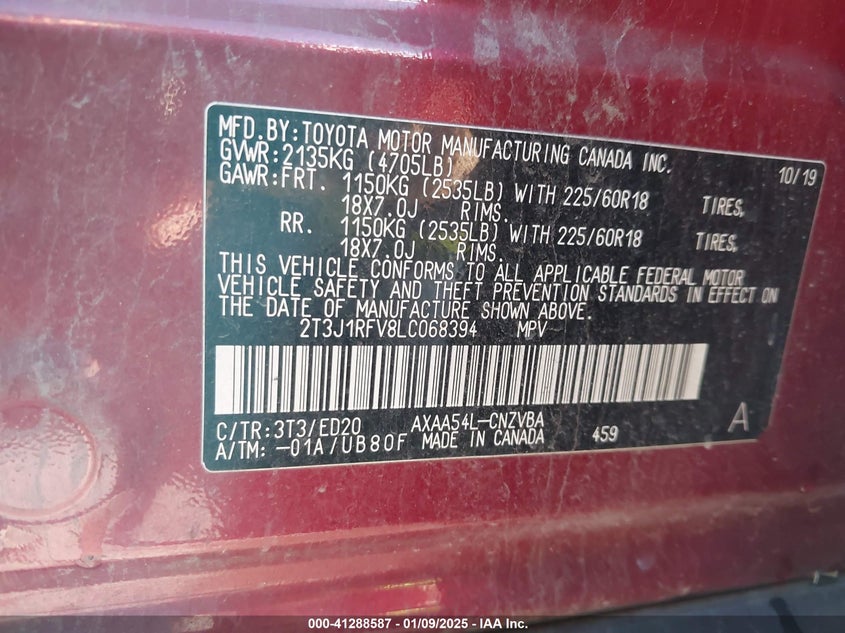 MFD.BY:TOYOTA MOTOR MANUFACTURING CANADA INC.
10/19
GVWR:2135KG (4705LB)
GAWR:FRT. 1150KG (2535LB) WITH 225/60R18 TIRES,
18X7.0J RIMS.
RR. 1150KG (2535LB) WITH 225/60R18 TIRES,
18X7.0J RIMS.
THIS VEHICLE CONFORMS TO ALL APPLICABLE FEDERAL MOTOR
VEHICLE SAFETY AND THEFT PREVENTION STANDARDS IN EFFECT ON
THE DATE OF MANUFACTURE SHOWN ABOVE.
2T3J1RFV8LC068394 MPV
C/TR:3T3/ED20 AXAA54L-CNZVBA A
A/TM:-01A/UB80F MADE IN CANADA 459
000-41288587 - 01/09/2025 - IAA Inc.